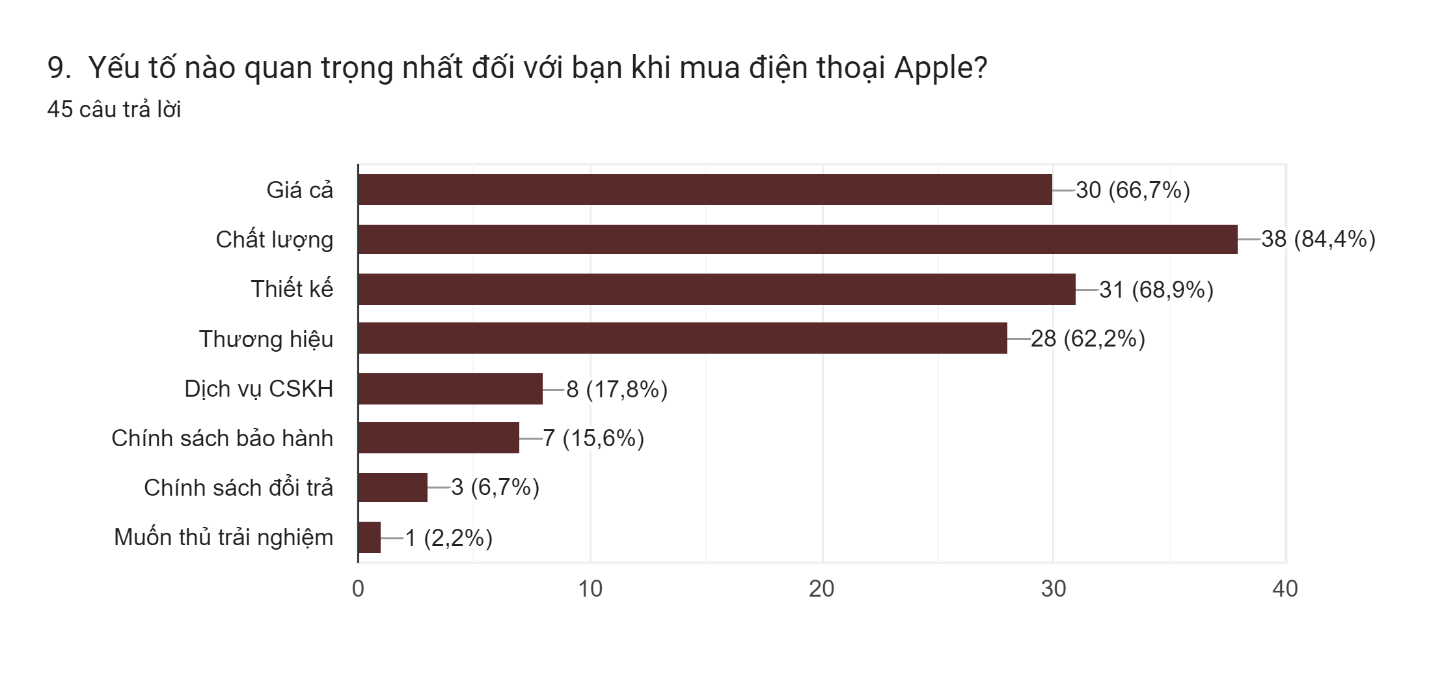 9. Yếu tố nào quan trọng nhất đối với bạn khi mua điện thoại Apple?
45 câu trả lời
Giá cả 30 (66,7%)
Chất lượng 38 (84,4%)
Thiết kế 31 (68,9%)
Thương hiệu 28 (62,2%)
Dịch vụ CSKH 8 (17,8%)
Chính sách bảo hành 7 (15,6%)
Chính sách đổi trả 3 (6,7%)
Muốn thủ trải nghiệm 1 (2,2%)
0 10 20 30 40